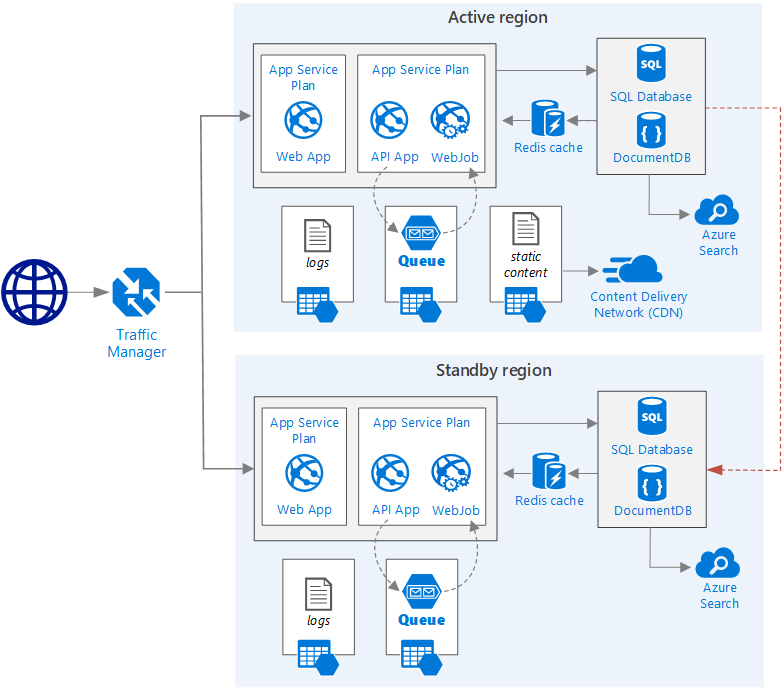 Active region
App Service
Plan
Web App
App Service Plan
API App
WebJob
SQL
SQL Database
{ }
DocumentDB
Redis cache
Azure
Search
logs
Queue
static
content
Content Delivery
Network (CDN)
Traffic
Manager
Standby region
App Service
Plan
Web App
App Service Plan
API App
WebJob
SQL
SQL Database
{ }
DocumentDB
Redis cache
Azure
Search
logs
Queue